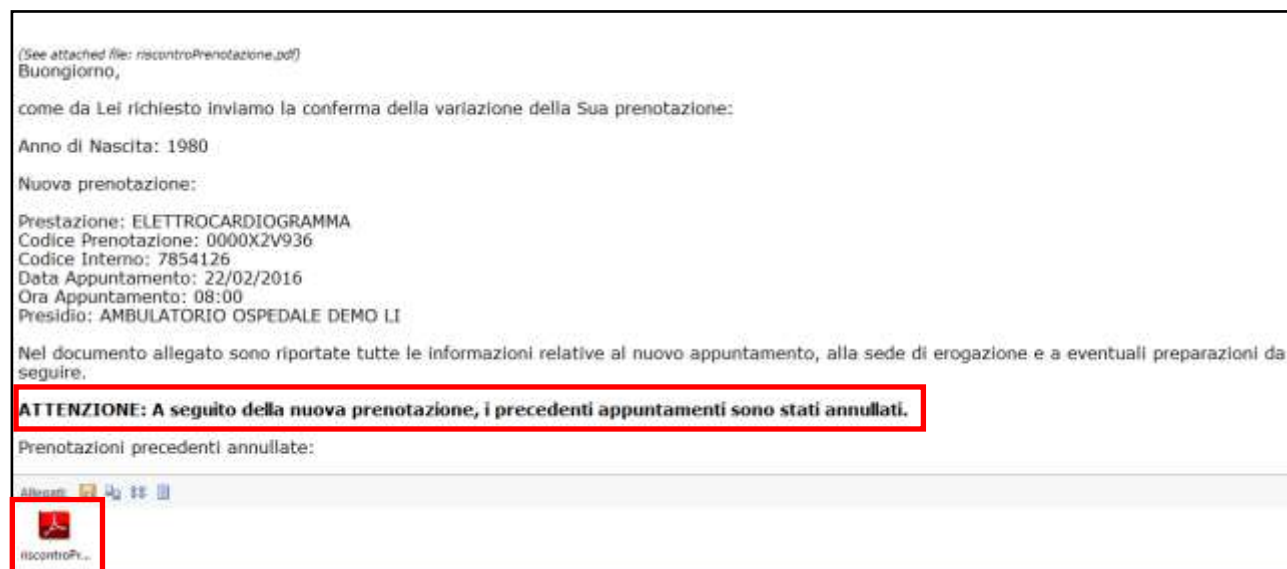 (See attached file: riscontroPrenotazione.pdf)
Buongiorno,
come da Lei richiesto inviamo la conferma della variazione della Sua prenotazione:
Anno di Nascita: 1980
Nuova prenotazione:
Prestazione: ELETTROCARDIOGRAMMA
Codice Prenotazione: 0000X2V936
Codice Interno: 7854126
Data Appuntamento: 22/02/2016
Ora Appuntamento: 08:00
Presidio: AMBULATORIO OSPEDALE DEMO LI
Nel documento allegato sono riportate tutte le informazioni relative al nuovo appuntamento, alla sede di erogazione e a eventuali preparazioni da
seguire.
ATTENZIONE: A seguito della nuova prenotazione, i precedenti appuntamenti sono stati annullati.
Prenotazioni precedenti annullate:
Allegati:
riscontroPr...